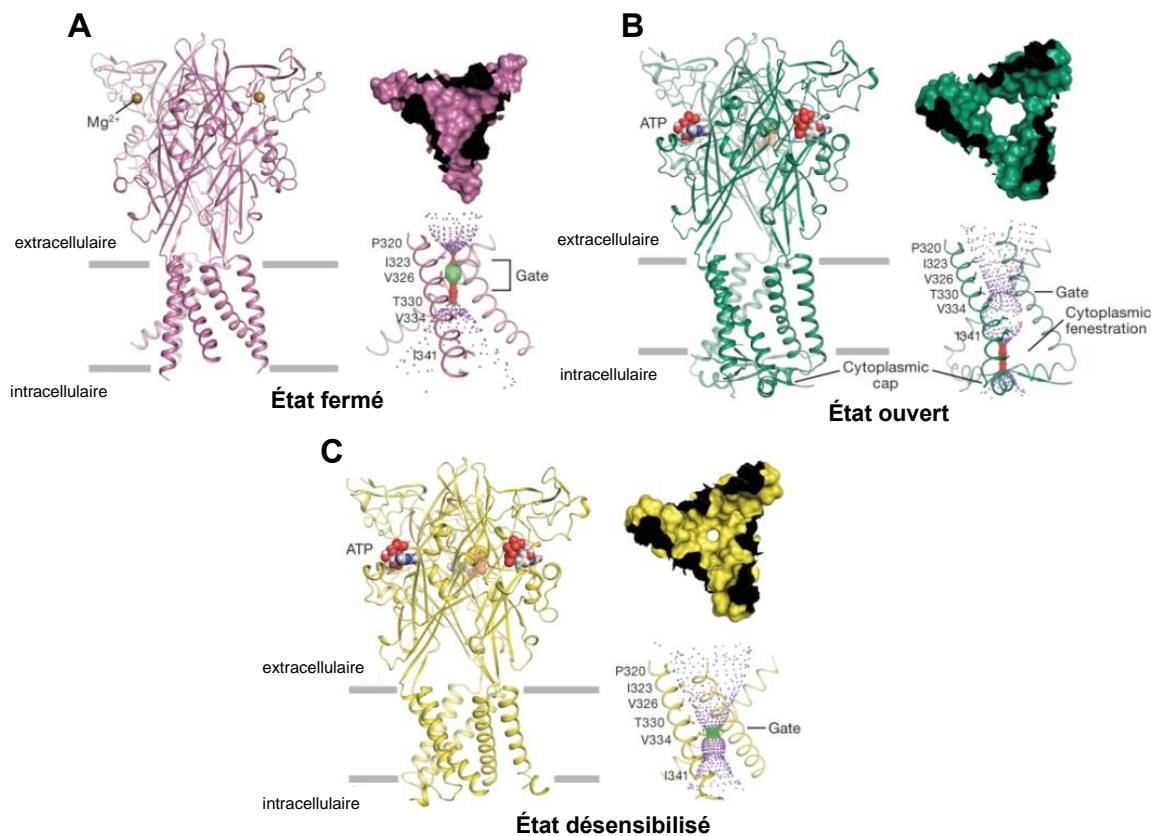 A
Mg2+
extracellulaire
P320
I323
V326
T330
V334
I341
Gate
intracellulaire
État fermé
B
ATP
extracellulaire
P320
I323
V326
T330
V334
I341
Gate
Cytoplasmic
fenestration
intracellulaire
Cytoplasmic
cap
État ouvert
C
ATP
extracellulaire
P320
I323
V326
T330
V334
I341
Gate
intracellulaire
État désensibilisé